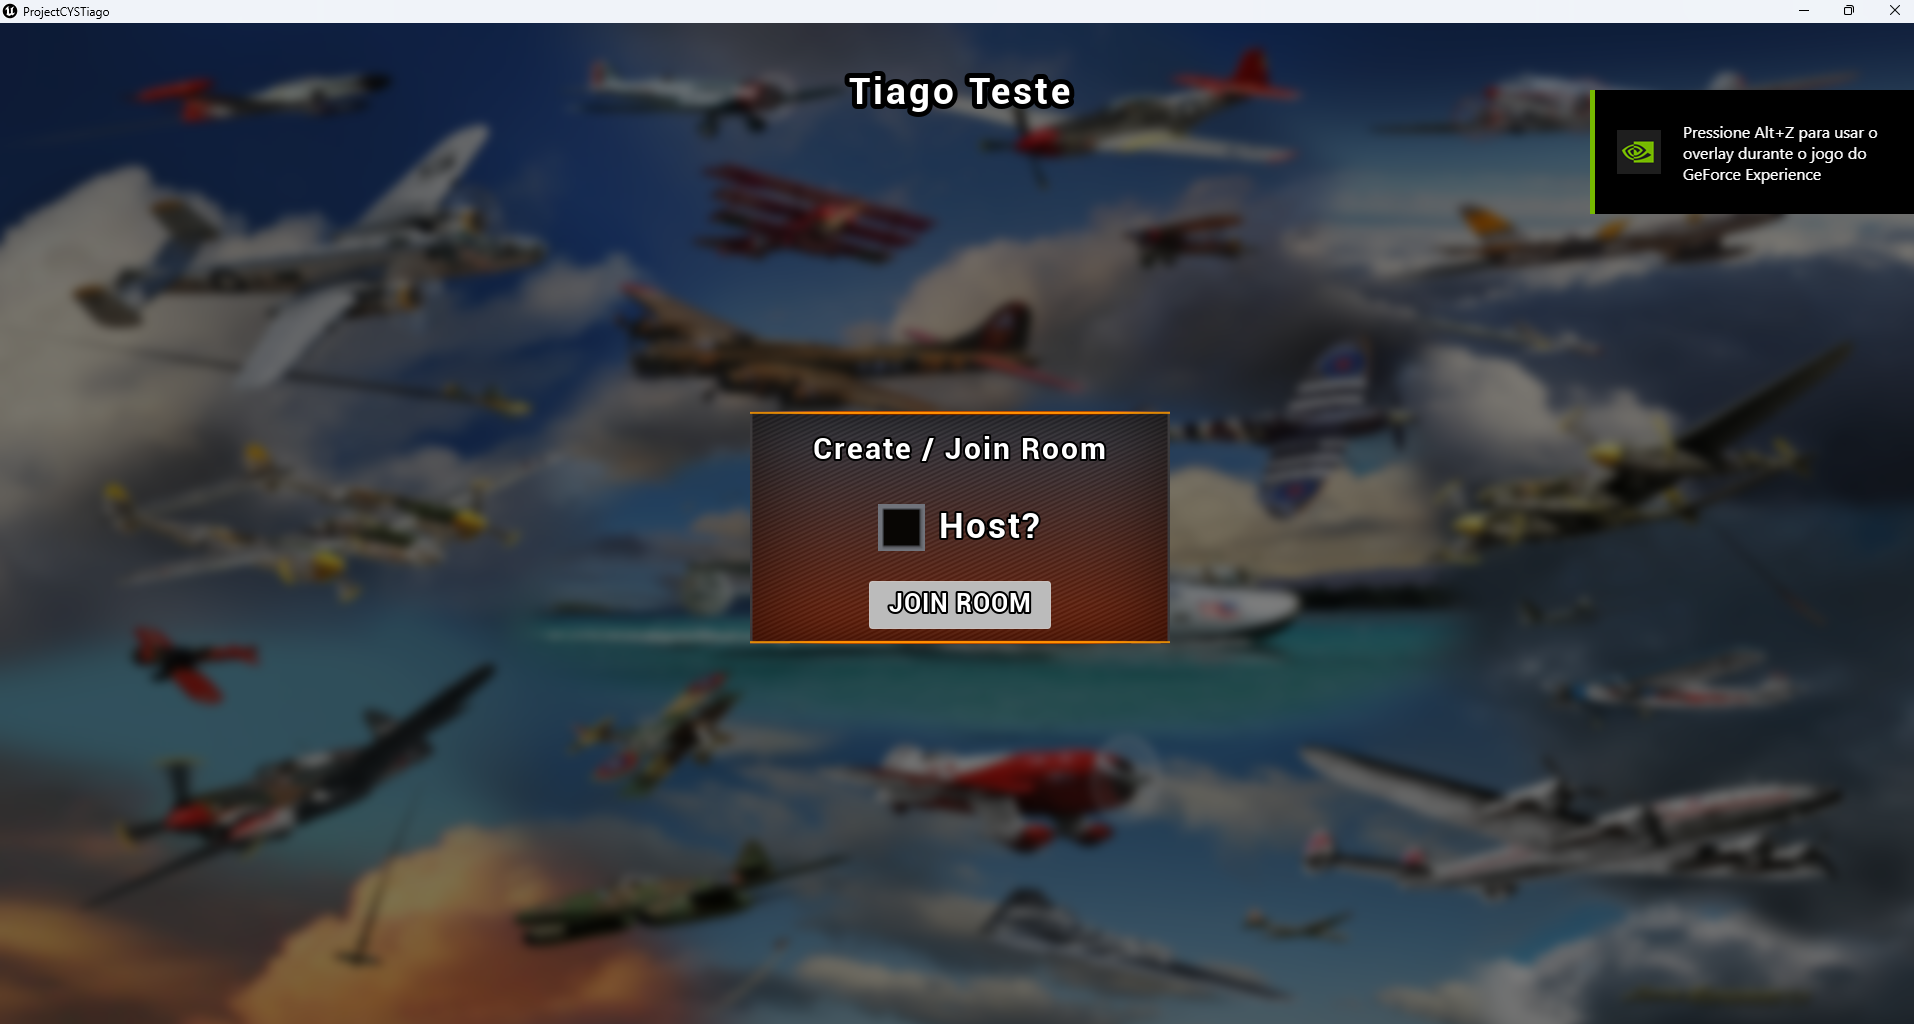 ProjectCYSTiago
Tiago Teste
Pressione Alt+Z para usar o
overlay durante o jogo do
GeForce Experience
Create / Join Room
Host?
JOIN ROOM